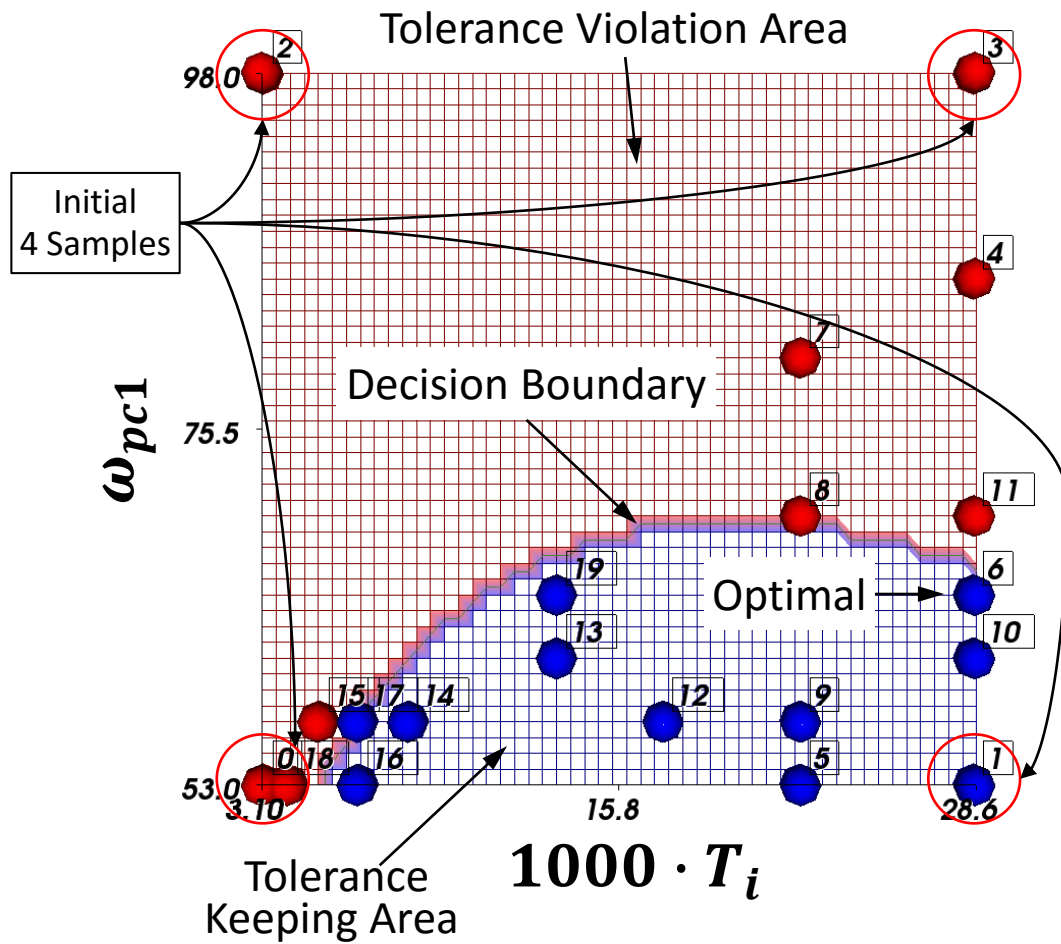 Tolerance Violation Area
2
3
98.0
Initial
4 Samples
4
7
Decision Boundary
ω_pc1
75.5
8
11
19
6
Optimal
13
10
15
17
14
12
9
0
18
16
5
1
53.0
3.10
15.8
28.6
1000 · T_i
Tolerance
Keeping Area